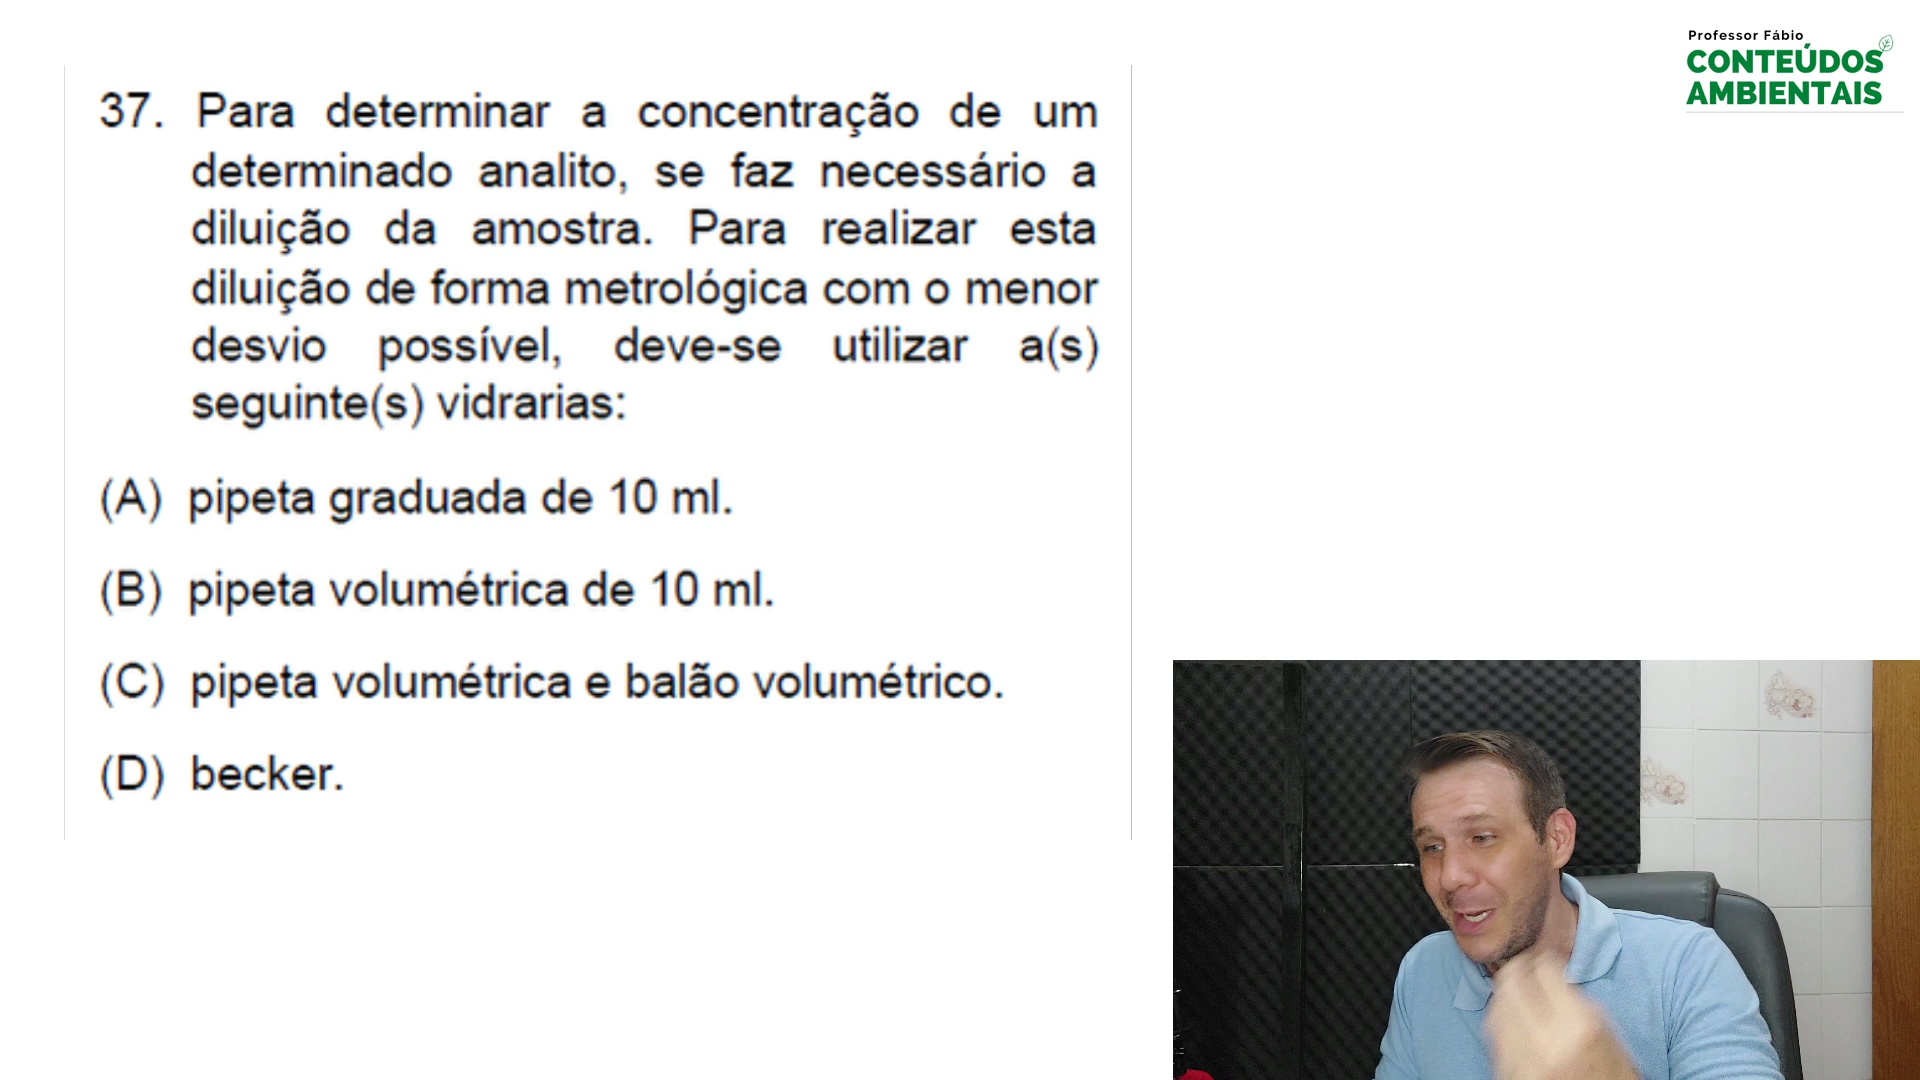 Professor Fábio
CONTEÚDOS
AMBIENTAIS
37. Para determinar a concentração de um
determinado analito, se faz necessário a
diluição da amostra. Para realizar esta
diluição de forma metrológica com o menor
desvio possível, deve-se utilizar a(s)
seguinte(s) vidrarias:
(A) pipeta graduada de 10 ml.
(B) pipeta volumétrica de 10 ml.
(C) pipeta volumétrica e balão volumétrico.
(D) becker.